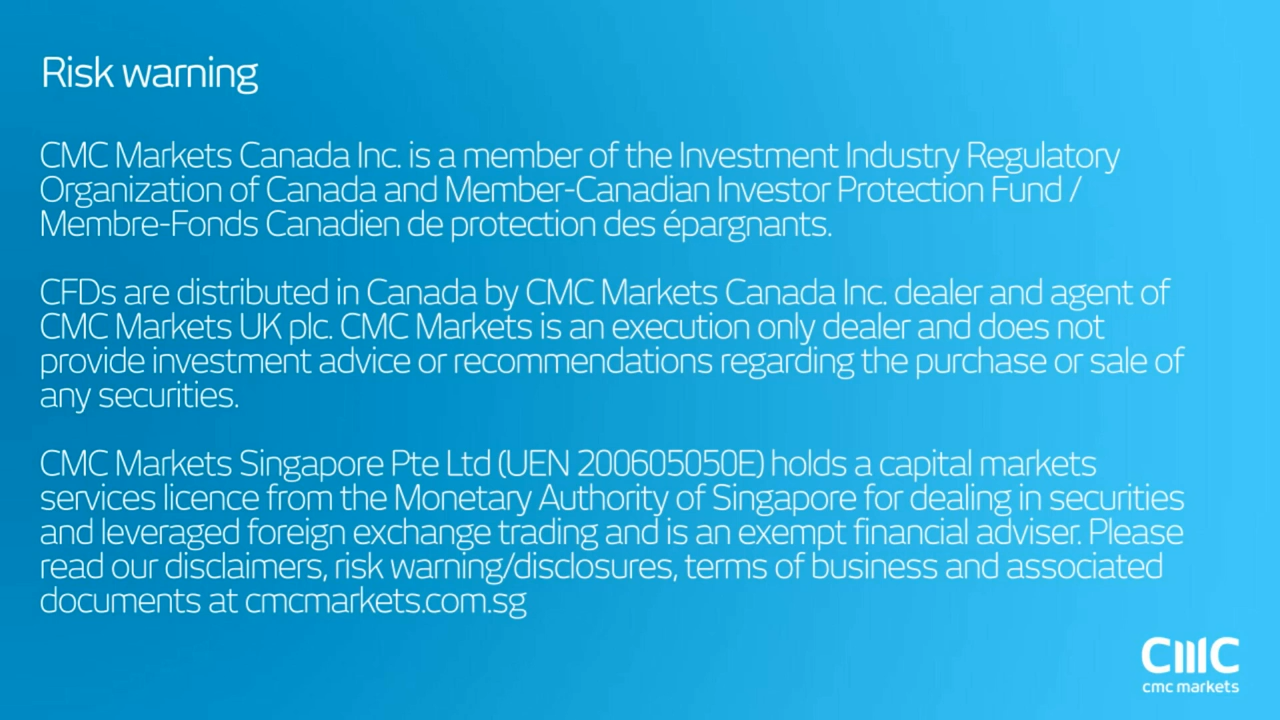 Risk warning
CMC Markets Canada Inc. is a member of the Investment Industry Regulatory
Organization of Canada and Member-Canadian Investor Protection Fund /
Membre-Fonds Canadien de protection des épargnants.
CFDs are distributed in Canada by CMC Markets Canada Inc. dealer and agent of
CMC Markets UK plc. CMC Markets is an execution only dealer and does not
provide investment advice or recommendations regarding the purchase or sale of
any securities.
CMC Markets Singapore Pte Ltd (UEN 200605050E) holds a capital markets
services licence from the Monetary Authority of Singapore for dealing in securities
and leveraged foreign exchange trading and is an exempt financial adviser. Please
read our disclaimers, risk warning/disclosures, terms of business and associated
documents at cmcmarkets.com.sg
CMC
cmc markets